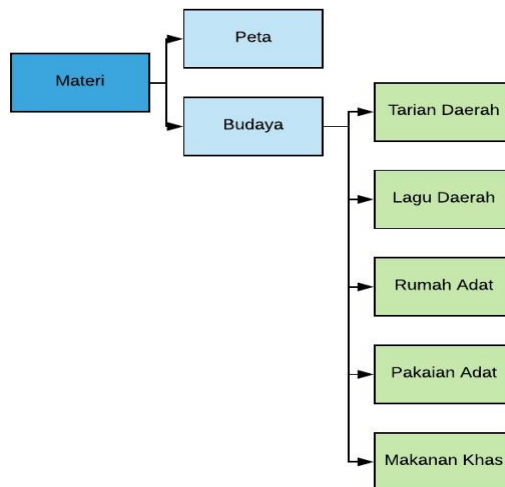 Peta
Materi
Budaya
Tarian Daerah
Lagu Daerah
Rumah Adat
Pakaian Adat
Makanan Khas